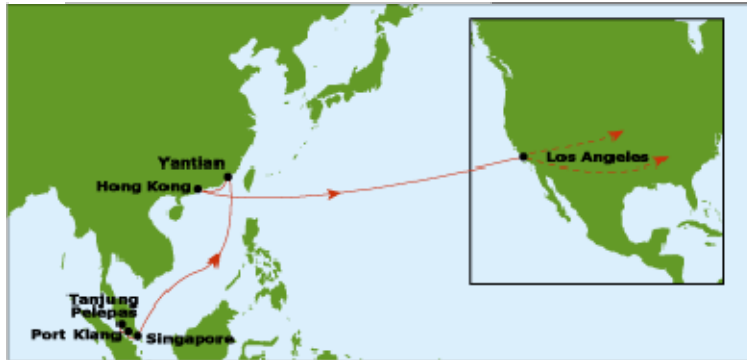 Yantian
Hong Kong
Los Angeles
Tanjung
Pelepas
Port Klang
Singapore